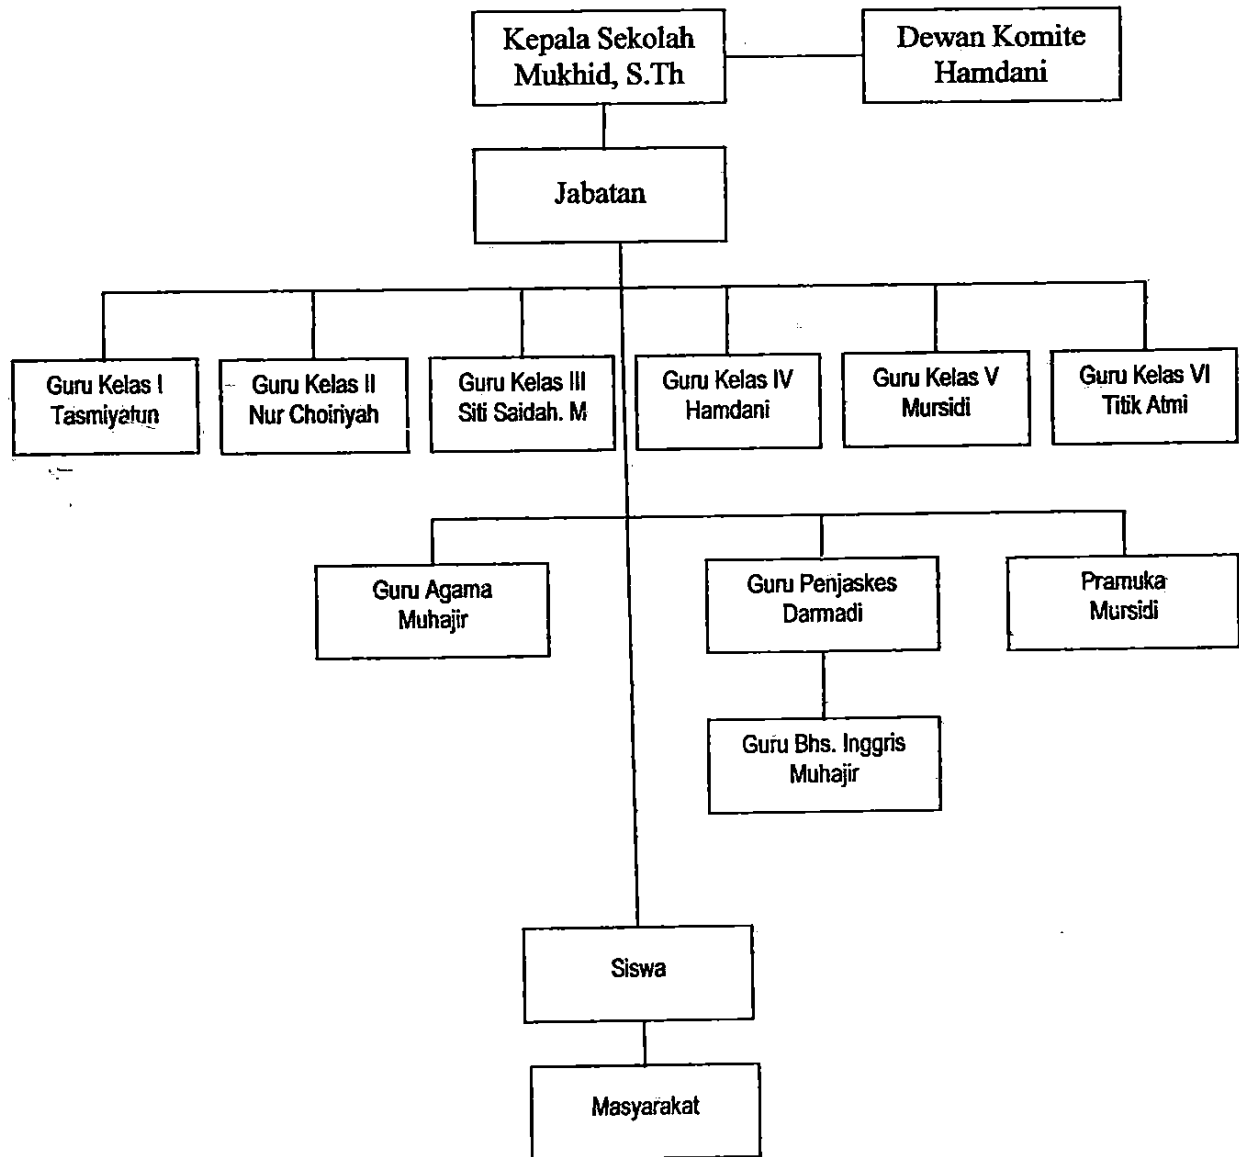 Kepala Sekolah
Mukhid, S.Th
Dewan Komite
Hamdani
Jabatan
Guru Kelas I
Tasmiyatun
Guru Kelas II
Nur Choiriyah
Guru Kelas III
Siti Saidah. M
Guru Kelas IV
Hamdani
Guru Kelas V
Mursidi
Guru Kelas VI
Titik Atmi
Guru Agama
Muhajir
Guru Penjaskes
Darmadi
Pramuka
Mursidi
Guru Bhs. Inggris
Muhajir
Siswa
Masyarakat